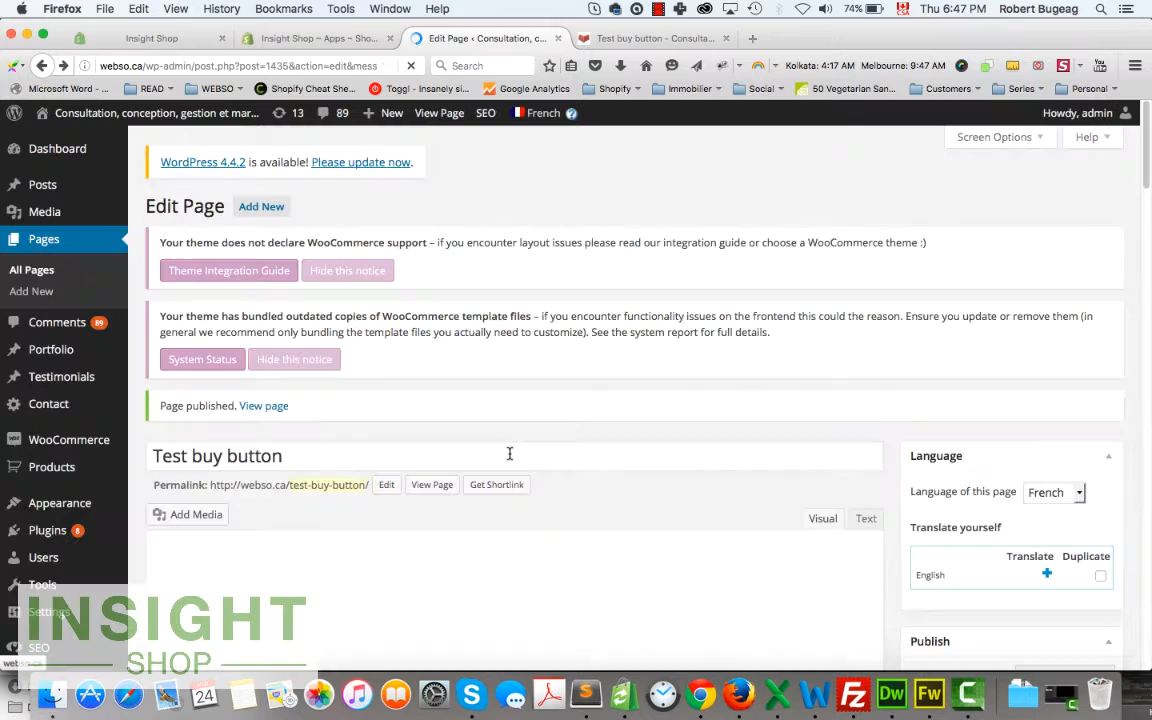 Firefox File Edit View History Bookmarks Tools Window Help 74% Thu 6:47 PM Robert Bugeag
Insight Shop Insight Shop ~ Apps ~ Sho... Edit Page ‹ Consultation, c... Test buy button - Consulta...
webso.ca/wp-admin/post.php?post=1435&action=edit&mess Search Kolkata: 4:17 AM Melbourne: 9:47 AM
Microsoft Word - ... READ WEBSO Shopify Cheat She... Toggl - Insanely si... Google Analytics Shopify Immobilier Social 50 Vegetarian San... Customers Series Personal
Consultation, conception, gestion et mar... 13 89 New View Page SEO French Howdy, admin
Screen Options Help
Dashboard
Posts
Media
Pages
All Pages
Add New
Comments 89
Portfolio
Testimonials
Contact
WooCommerce
Products
Appearance
Plugins 8
Users
Tools
Settings
SEO
webso.ca
WordPress 4.4.2 is available! Please update now.
Edit Page Add New
Your theme does not declare WooCommerce support – if you encounter layout issues please read our integration guide or choose a WooCommerce theme :)
Theme Integration Guide Hide this notice
Your theme has bundled outdated copies of WooCommerce template files – if you encounter functionality issues on the frontend this could the reason. Ensure you update or remove them (in
general we recommend only bundling the template files you actually need to customize). See the system report for full details.
System Status Hide this notice
Page published. View page
Test buy button
Permalink: http://webso.ca/test-buy-button/ Edit View Page Get Shortlink
Add Media
Visual Text
Language
Language of this page French
Translate yourself
Translate Duplicate
English
Publish
INSIGHT
SHOP
24
Dw
Fw